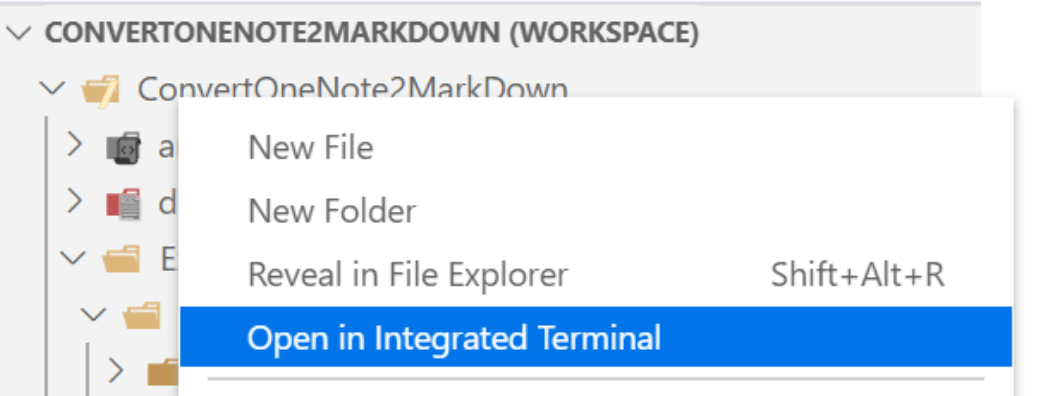 CONVERTONENOTE2MARKDOWN (WORKSPACE)
ConvertOneNote2MarkDown
New File
New Folder
Reveal in File Explorer Shift+Alt+R
Open in Integrated Terminal